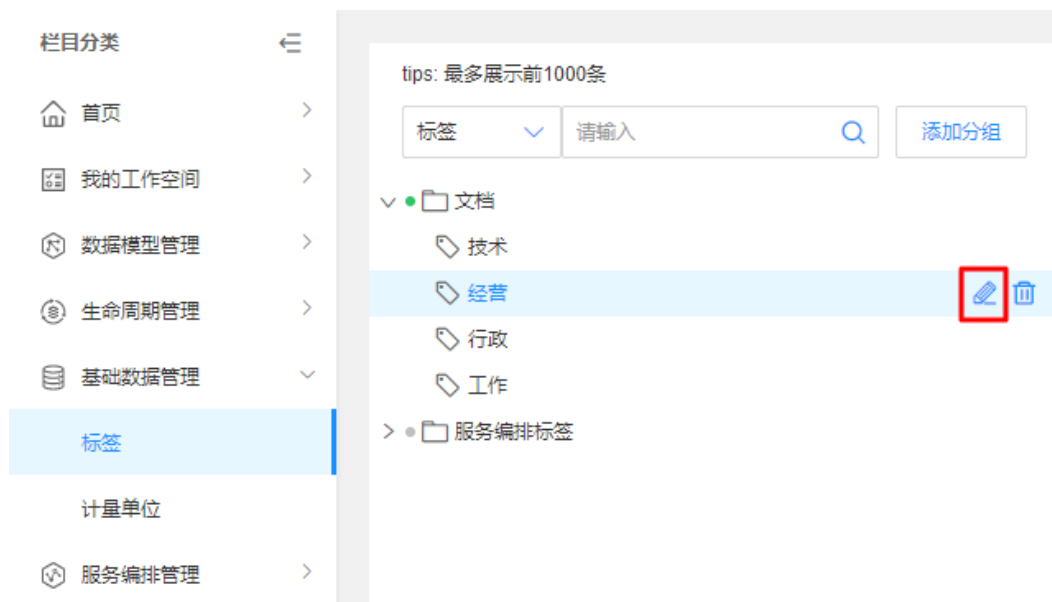 栏目分类
首页
我的工作空间
数据模型管理
生命周期管理
基础数据管理
标签
计量单位
服务编排管理
tips: 最多展示前1000条
标签 请输入 添加分组
文档
技术
经营
行政
工作
服务编排标签